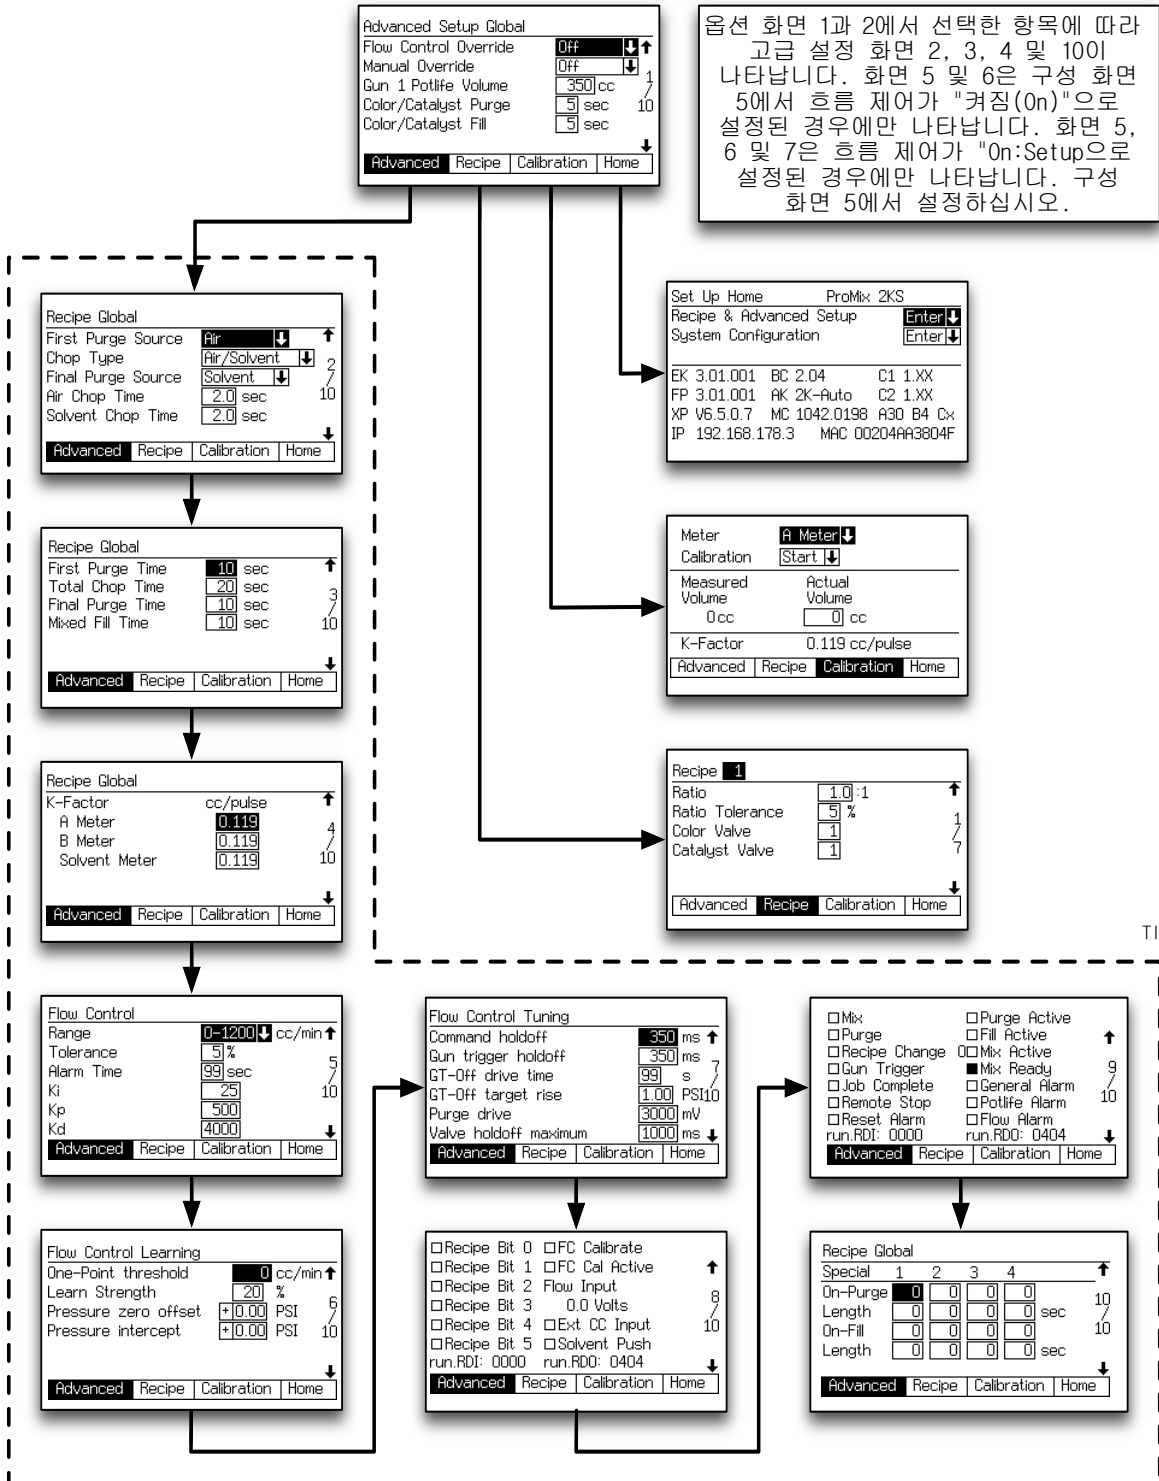 Advanced Setup Global
Flow Control Override Off
Manual Override Off
Gun 1 Potlife Volume 350 cc
Color/Catalyst Purge 5 sec
Color/Catalyst Fill 5 sec
1/10
Advanced Recipe Calibration Home
옵션 화면 1과 2에서 선택한 항목에 따라
고급 설정 화면 2, 3, 4 및 10이
나타납니다. 화면 5 및 6은 구성 화면
5에서 흐름 제어가 "켜짐(On)"으로
설정된 경우에만 나타납니다. 화면 5,
6 및 7은 흐름 제어가 "On:Setup으로
설정된 경우에만 나타납니다. 구성
화면 5에서 설정하십시오.
Recipe Global
First Purge Source Air
Chop Type Air/Solvent
Final Purge Source Solvent
Air Chop Time 2.0 sec
Solvent Chop Time 2.0 sec
2/10
Advanced Recipe Calibration Home
Set Up Home ProMix 2KS
Recipe & Advanced Setup Enter
System Configuration Enter
EK 3.01.001 BC 2.04 C1 1.XX
FP 3.01.001 AK 2K-Auto C2 1.XX
XP V6.5.0.7 MC 1042.0198 A30 B4 Cx
IP 192.168.178.3 MAC 00204AA3804F
Recipe Global
First Purge Time 10 sec
Total Chop Time 20 sec
Final Purge Time 10 sec
Mixed Fill Time 10 sec
3/10
Advanced Recipe Calibration Home
Meter A Meter
Calibration Start
Measured Actual
Volume Volume
0 cc 0 cc
K-Factor 0.119 cc/pulse
Advanced Recipe Calibration Home
Recipe Global
K-Factor cc/pulse
A Meter 0.119
B Meter 0.119
Solvent Meter 0.119
4/10
Advanced Recipe Calibration Home
Recipe 1
Ratio 1.0 :1
Ratio Tolerance 5 %
Color Valve 1
Catalyst Valve 1
1/7
Advanced Recipe Calibration Home
TI
Flow Control
Range 0-1200 cc/min
Tolerance 5 %
Alarm Time 99 sec
Ki 25
Kp 500
Kd 4000
5/10
Advanced Recipe Calibration Home
Flow Control Tuning
Command holdoff 350 ms
Gun trigger holdoff 350 ms
GT-Off drive time 99 s
GT-Off target rise 1.00 PSI
Purge drive 3000 mV
Valve holdoff maximum 1000 ms
7/10
Advanced Recipe Calibration Home
□Mix □Purge Active
□Purge □Fill Active
□Recipe Change 0□Mix Active
□Gun Trigger ■Mix Ready
□Job Complete □General Alarm
□Remote Stop □Potlife Alarm
□Reset Alarm □Flow Alarm
run.RDI: 0000 run.RDO: 0404
9/10
Advanced Recipe Calibration Home
Flow Control Learning
One-Point threshold 0 cc/min
Learn Strength 20 %
Pressure zero offset + 0.00 PSI
Pressure intercept + 0.00 PSI
6/10
Advanced Recipe Calibration Home
□Recipe Bit 0 □FC Calibrate
□Recipe Bit 1 □FC Cal Active
□Recipe Bit 2 Flow Input
□Recipe Bit 3 0.0 Volts
□Recipe Bit 4 □Ext CC Input
□Recipe Bit 5 □Solvent Push
run.RDI: 0000 run.RDO: 0404
8/10
Advanced Recipe Calibration Home
Recipe Global
Special 1 2 3 4
On-Purge 0 0 0 0
Length 0 0 0 0 sec
On-Fill 0 0 0 0
Length 0 0 0 0 sec
10/10
Advanced Recipe Calibration Home